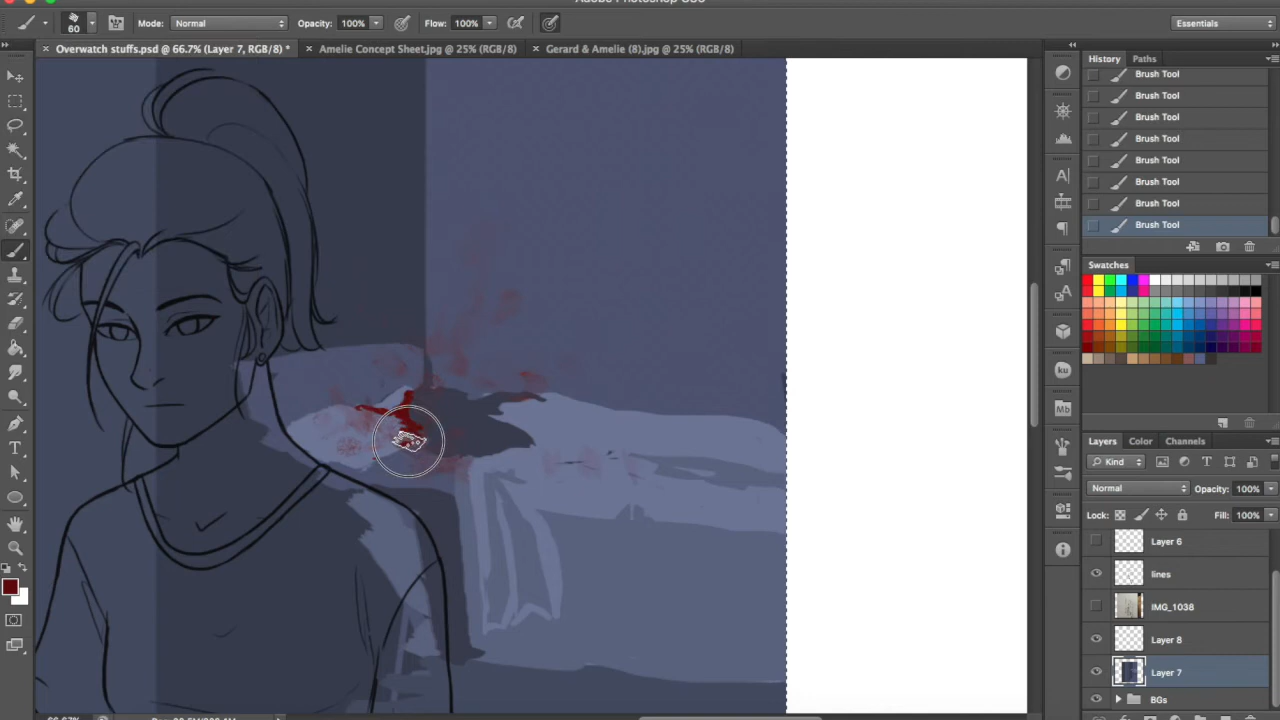 60
Mode:
Normal
Opacity:
100%
Flow:
100%
Essentials
Overwatch stuffs.psd @ 66.7% (Layer 7, RGB/8) *
Amelie Concept Sheet.jpg @ 25% (RGB/8)
Gerard & Amelie (8).jpg @ 25% (RGB/8)
History
Paths
Brush Tool
Brush Tool
Brush Tool
Brush Tool
Brush Tool
Brush Tool
Brush Tool
Brush Tool
Swatches
ku
Mb
Layers
Color
Channels
Kind
Normal
Opacity:
100%
Lock:
Fill:
100%
Layer 6
lines
IMG_1038
Layer 8
Layer 7
BGs